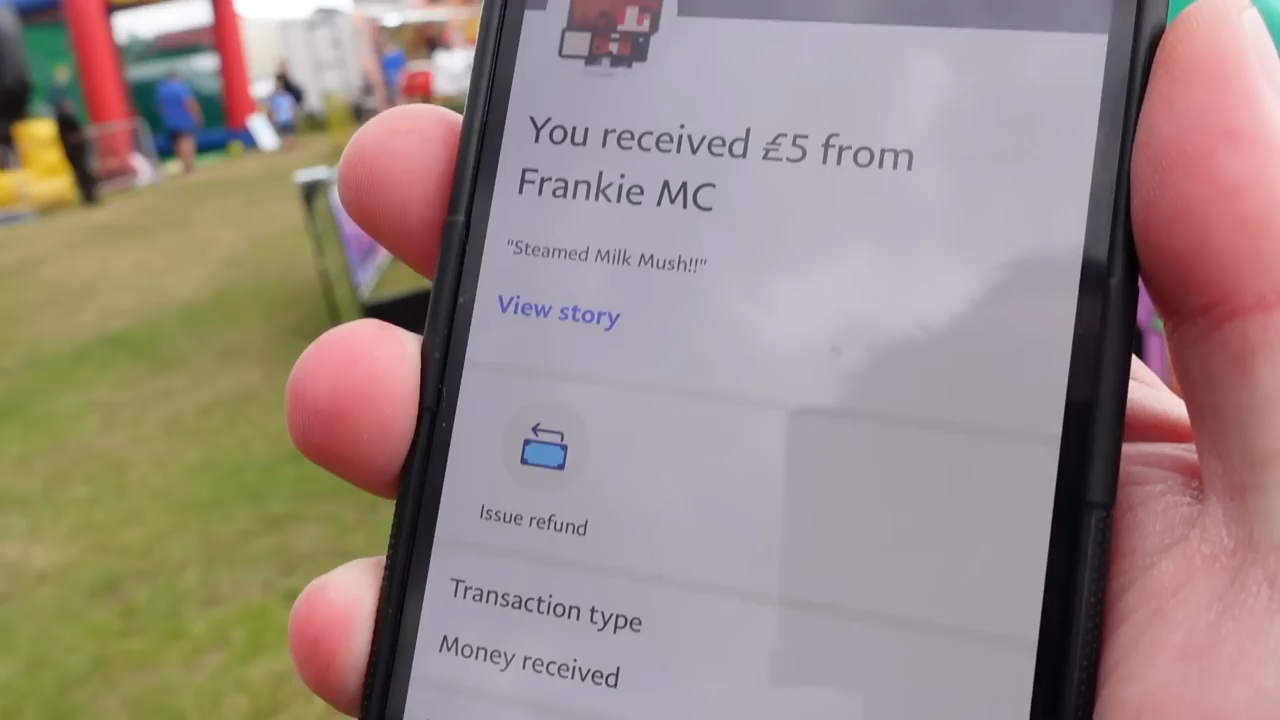 You received £5 from
Frankie MC
"Steamed Milk Mush!!"
View story
Issue refund
Transaction type
Money received